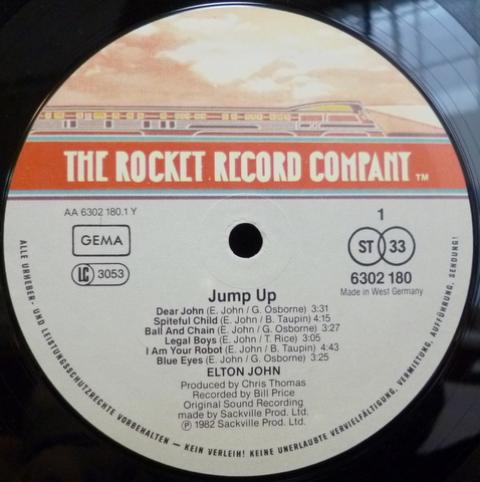 THE ROCKET RECORD COMPANY TM
AA 6302 180.1 Y
GEMA
LC 3053
1
ST 33
6302 180
Made in West Germany
Jump Up
Dear John (E. John / G. Osborne) 3:31
Spiteful Child (E. John / B. Taupin) 4:15
Ball And Chain (E. John / G. Osborne) 3:27
Legal Boys (E. John / T. Rice) 3:05
I Am Your Robot (E. John / B. Taupin) 4:43
Blue Eyes (E. John / G. Osborne) 3:25
ELTON JOHN
Produced by Chris Thomas
Recorded by Bill Price
Original Sound Recording
made by Sackville Prod. Ltd.
Ⓟ 1982 Sackville Prod. Ltd.
ALLE URHEBER- UND LEISTUNGSSCHUTZRECHTE VORBEHALTEN – KEIN VERLEIH! KEINE UNERLAUBTE VERVIELFÄLTIGUNG, VERMIETUNG, AUFFÜHRUNG, SENDUNG!